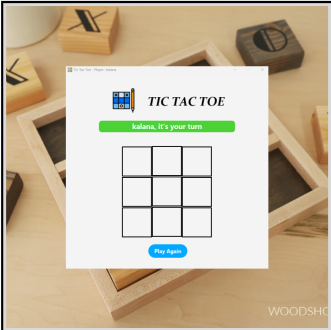 Tic Tac Toe - Player : kalana
TIC TAC TOE
kalana, it's your turn
Play Again
WOODSHO